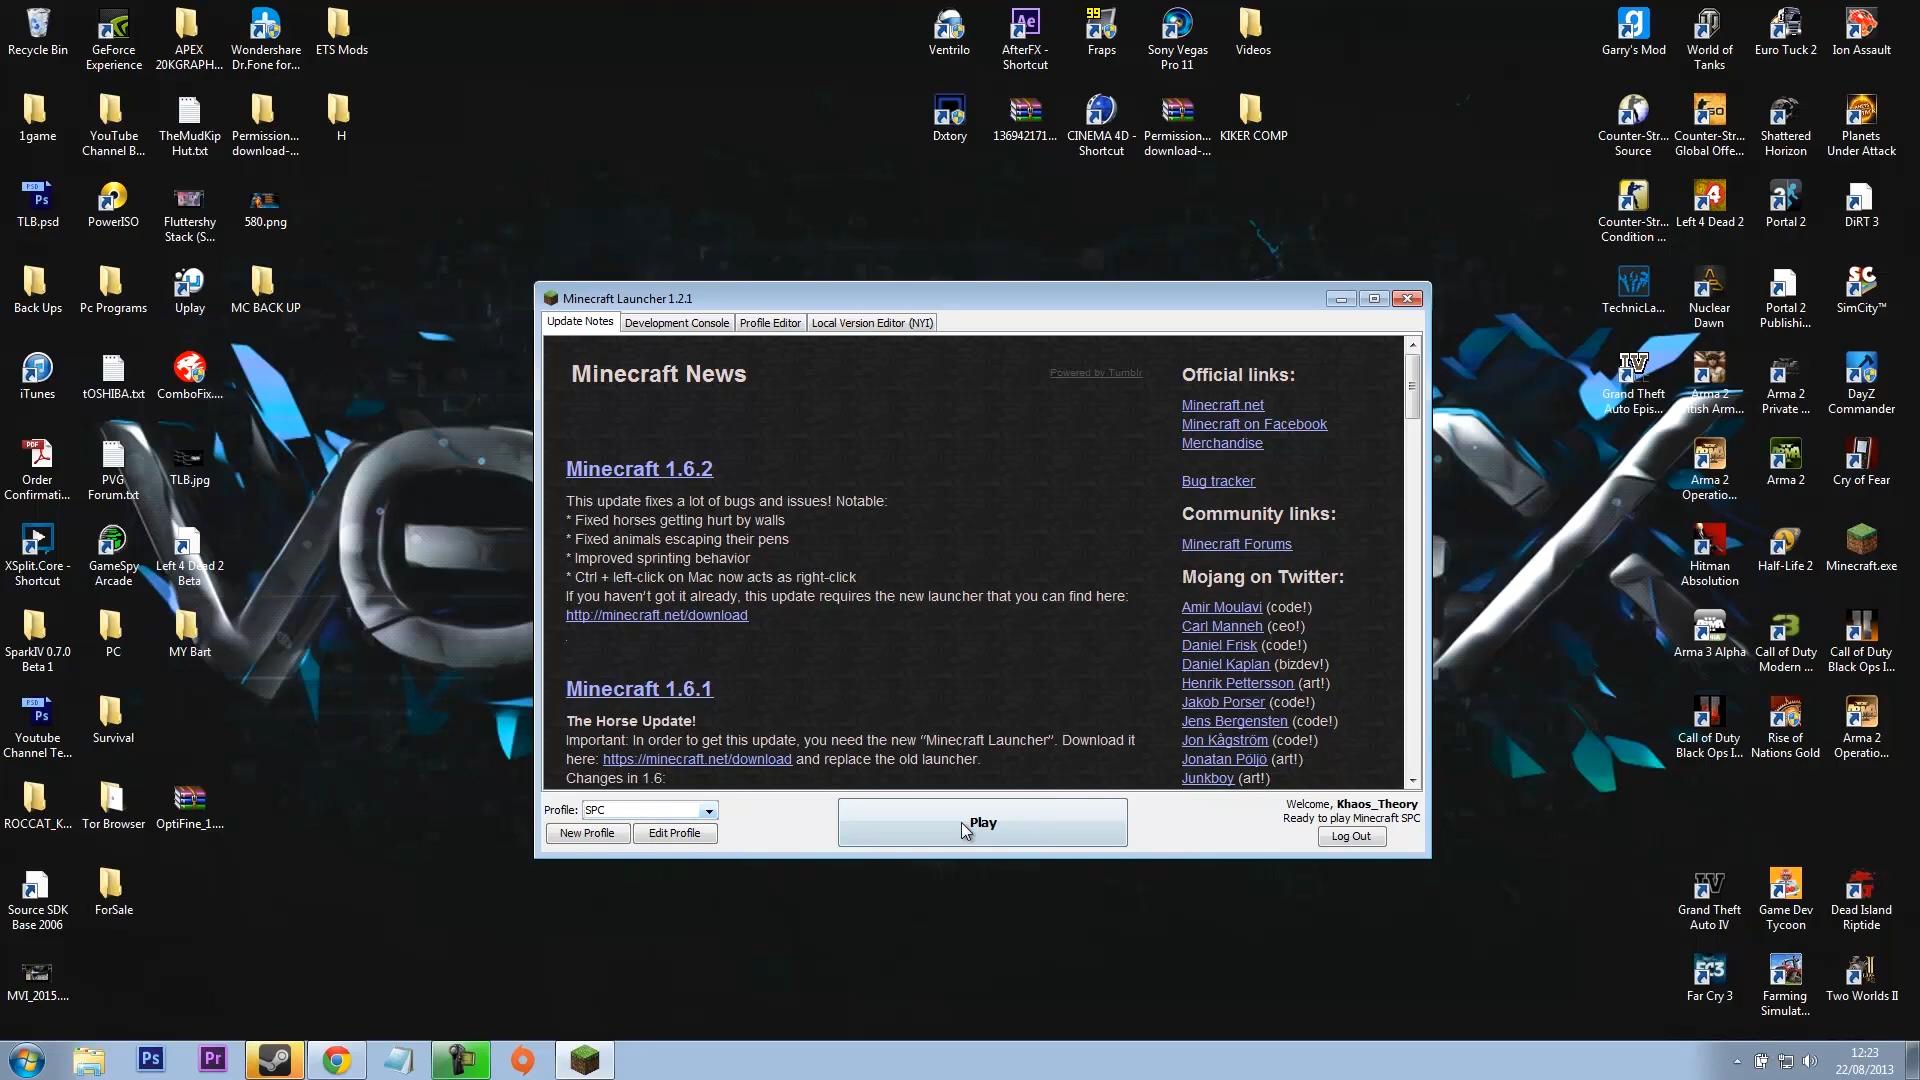 Recycle Bin
GeForce
Experience
APEX
20KGRAPH...
Wondershare
Dr.Fone for...
ETS Mods
Ventrilo
AfterFX -
Shortcut
99
Fraps
Sony Vegas
Pro 11
Videos
Garry's Mod
World of
Tanks
Euro Tuck 2
Ion Assault
1game
YouTube
Channel B...
TheMudKip
Hut.txt
Permission...
download-...
H
Dxtory
136942171...
CINEMA 4D -
Shortcut
Permission...
download-...
KIKER COMP
Counter-Str...
Source
Counter-Str...
Global Offe...
Shattered
Horizon
Planets
Under Attack
TLB.psd
PowerISO
Fluttershy
Stack (S...
580.png
Counter-Str...
Condition ...
Left 4 Dead 2
Portal 2
DiRT 3
Back Ups
Pc Programs
Uplay
MC BACK UP
TechnicLa...
Nuclear
Dawn
Portal 2
Publishi...
SimCity™
iTunes
tOSHIBA.txt
ComboFix....
Grand Theft
Auto Epis...
Arma 2
...itish Arm...
Arma 2
Private ...
DayZ
Commander
Order
Confirmati...
PVG
Forum.txt
TLB.jpg
Arma 2
Operatio...
Arma 2
Cry of Fear
XSplit.Core -
Shortcut
GameSpy
Arcade
Left 4 Dead 2
Beta
Hitman
Absolution
Half-Life 2
Minecraft.exe
SparkIV 0.7.0
Beta 1
PC
MY Bart
Arma 3 Alpha
Call of Duty
Modern ...
Call of Duty
Black Ops I...
Youtube
Channel Te...
Survival
Call of Duty
Black Ops I...
Rise of
Nations Gold
Arma 2
Operatio...
ROCCAT_K...
Tor Browser
OptiFine_1....
Source SDK
Base 2006
ForSale
Grand Theft
Auto IV
Game Dev
Tycoon
Dead Island
Riptide
MVI_2015....
Far Cry 3
Farming
Simulat...
Two Worlds II
Minecraft Launcher 1.2.1
Update Notes
Development Console
Profile Editor
Local Version Editor (NYI)
Minecraft News
Powered by Tumblr
Minecraft 1.6.2
This update fixes a lot of bugs and issues! Notable:
* Fixed horses getting hurt by walls
* Fixed animals escaping their pens
* Improved sprinting behavior
* Ctrl + left-click on Mac now acts as right-click
If you haven't got it already, this update requires the new launcher that you can find here:
http://minecraft.net/download
.
Minecraft 1.6.1
The Horse Update!
Important: In order to get this update, you need the new "Minecraft Launcher". Download it
here: https://minecraft.net/download and replace the old launcher.
Changes in 1.6:
Official links:
Minecraft.net
Minecraft on Facebook
Merchandise
Bug tracker
Community links:
Minecraft Forums
Mojang on Twitter:
Amir Moulavi (code!)
Carl Manneh (ceo!)
Daniel Frisk (code!)
Daniel Kaplan (bizdev!)
Henrik Pettersson (art!)
Jakob Porser (code!)
Jens Bergensten (code!)
Jon Kågström (code!)
Jonatan Pöljö (art!)
Junkboy (art!)
Profile: SPC
New Profile
Edit Profile
Play
Welcome, Khaos_Theory
Ready to play Minecraft SPC
Log Out
Ps
Pr
12:23
22/08/2013